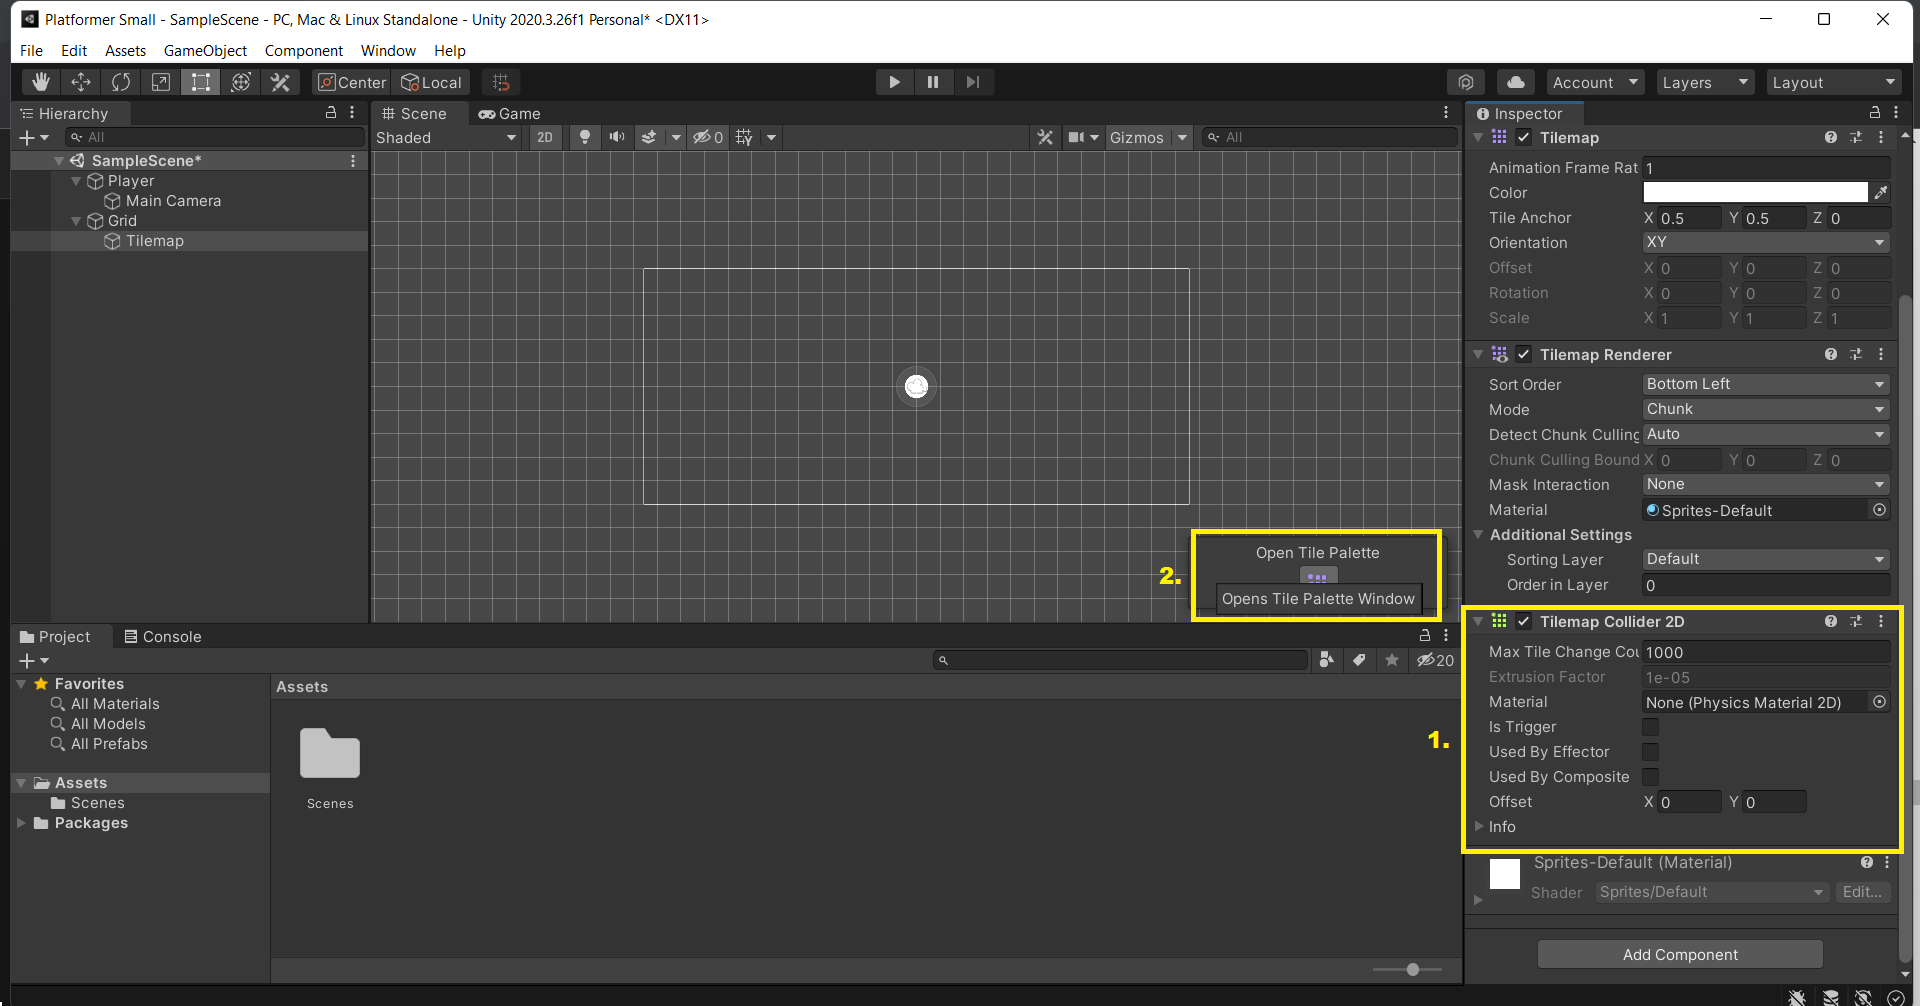 Platformer Small - SampleScene - PC, Mac & Linux Standalone - Unity 2020.3.26f1 Personal* <DX11>
File Edit Assets GameObject Component Window Help
Center Local Account Layers Layout
Hierarchy
All
SampleScene*
Player
Main Camera
Grid
Tilemap
Scene Game
Shaded 2D 0 Gizmos All
Open Tile Palette
2.
Opens Tile Palette Window
Inspector
Tilemap
Animation Frame Rat 1
Color
Tile Anchor X 0.5 Y 0.5 Z 0
Orientation XY
Offset X 0 Y 0 Z 0
Rotation X 0 Y 0 Z 0
Scale X 1 Y 1 Z 1
Tilemap Renderer
Sort Order Bottom Left
Mode Chunk
Detect Chunk Culling Auto
Chunk Culling Bound X 0 Y 0 Z 0
Mask Interaction None
Material Sprites-Default
Additional Settings
Sorting Layer Default
Order in Layer 0
Tilemap Collider 2D
Max Tile Change Cou 1000
Extrusion Factor 1e-05
Material None (Physics Material 2D)
Is Trigger
1.
Used By Effector
Used By Composite
Offset X 0 Y 0
Info
Sprites-Default (Material)
Shader Sprites/Default Edit...
Add Component
Project Console
20
Favorites
All Materials
All Models
All Prefabs
Assets
Scenes
Packages
Assets
Scenes